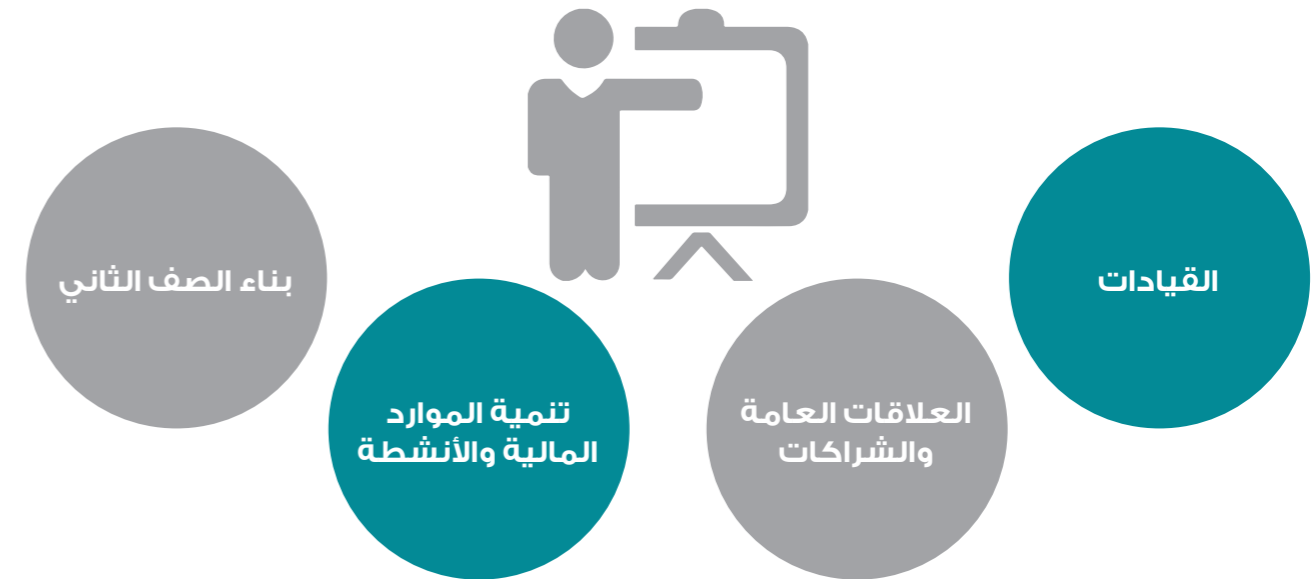 القيادات
العلاقات العامة
والشراكات
تنمية الموارد
المالية والأنشطة
بناء الصف الثاني